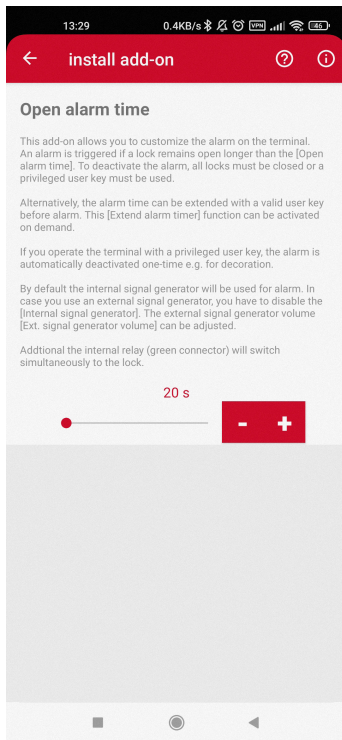 13:29 0.4KB/s VPN 46
install add-on
Open alarm time
This add-on allows you to customize the alarm on the terminal.
An alarm is triggered if a lock remains open longer than the [Open
alarm time]. To deactivate the alarm, all locks must be closed or a
privileged user key must be used.
Alternatively, the alarm time can be extended with a valid user key
before alarm. This [Extend alarm timer] function can be activated
on demand.
If you operate the terminal with a privileged user key, the alarm is
automatically deactivated one-time e.g. for decoration.
By default the internal signal generator will be used for alarm. In
case you use an external signal generator, you have to disable the
[Internal signal generator]. The external signal generator volume
[Ext. signal generator volume] can be adjusted.
Addtional the internal relay (green connector) will switch
simultaneously to the lock.
20 s
- +